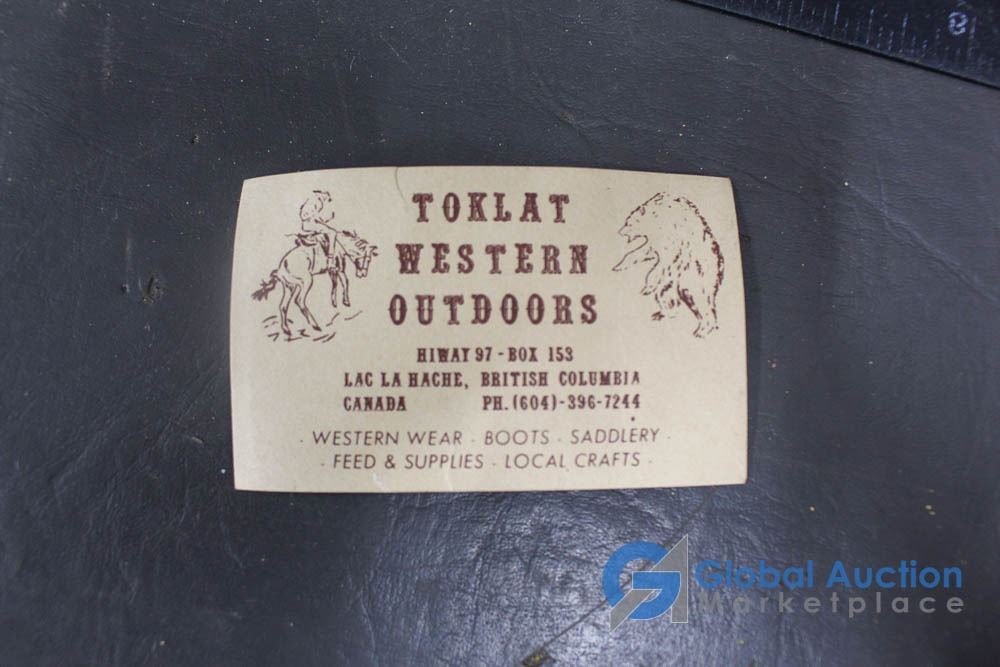 TOKLAT
WESTERN
OUTDOORS
HIWAY 97 - BOX 153
LAC LA HACHE, BRITISH COLUMBIA
CANADA PH. (604)-396-7244
· WESTERN WEAR · BOOTS · SADDLERY ·
· FEED & SUPPLIES · LOCAL CRAFTS ·
Global Auction
Marketplace